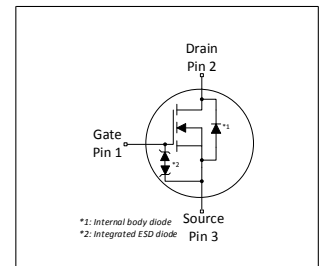 Drain
Pin 2
*1
Gate
Pin 1
*2
*1: Internal body diode
*2: Integrated ESD diode
Source
Pin 3